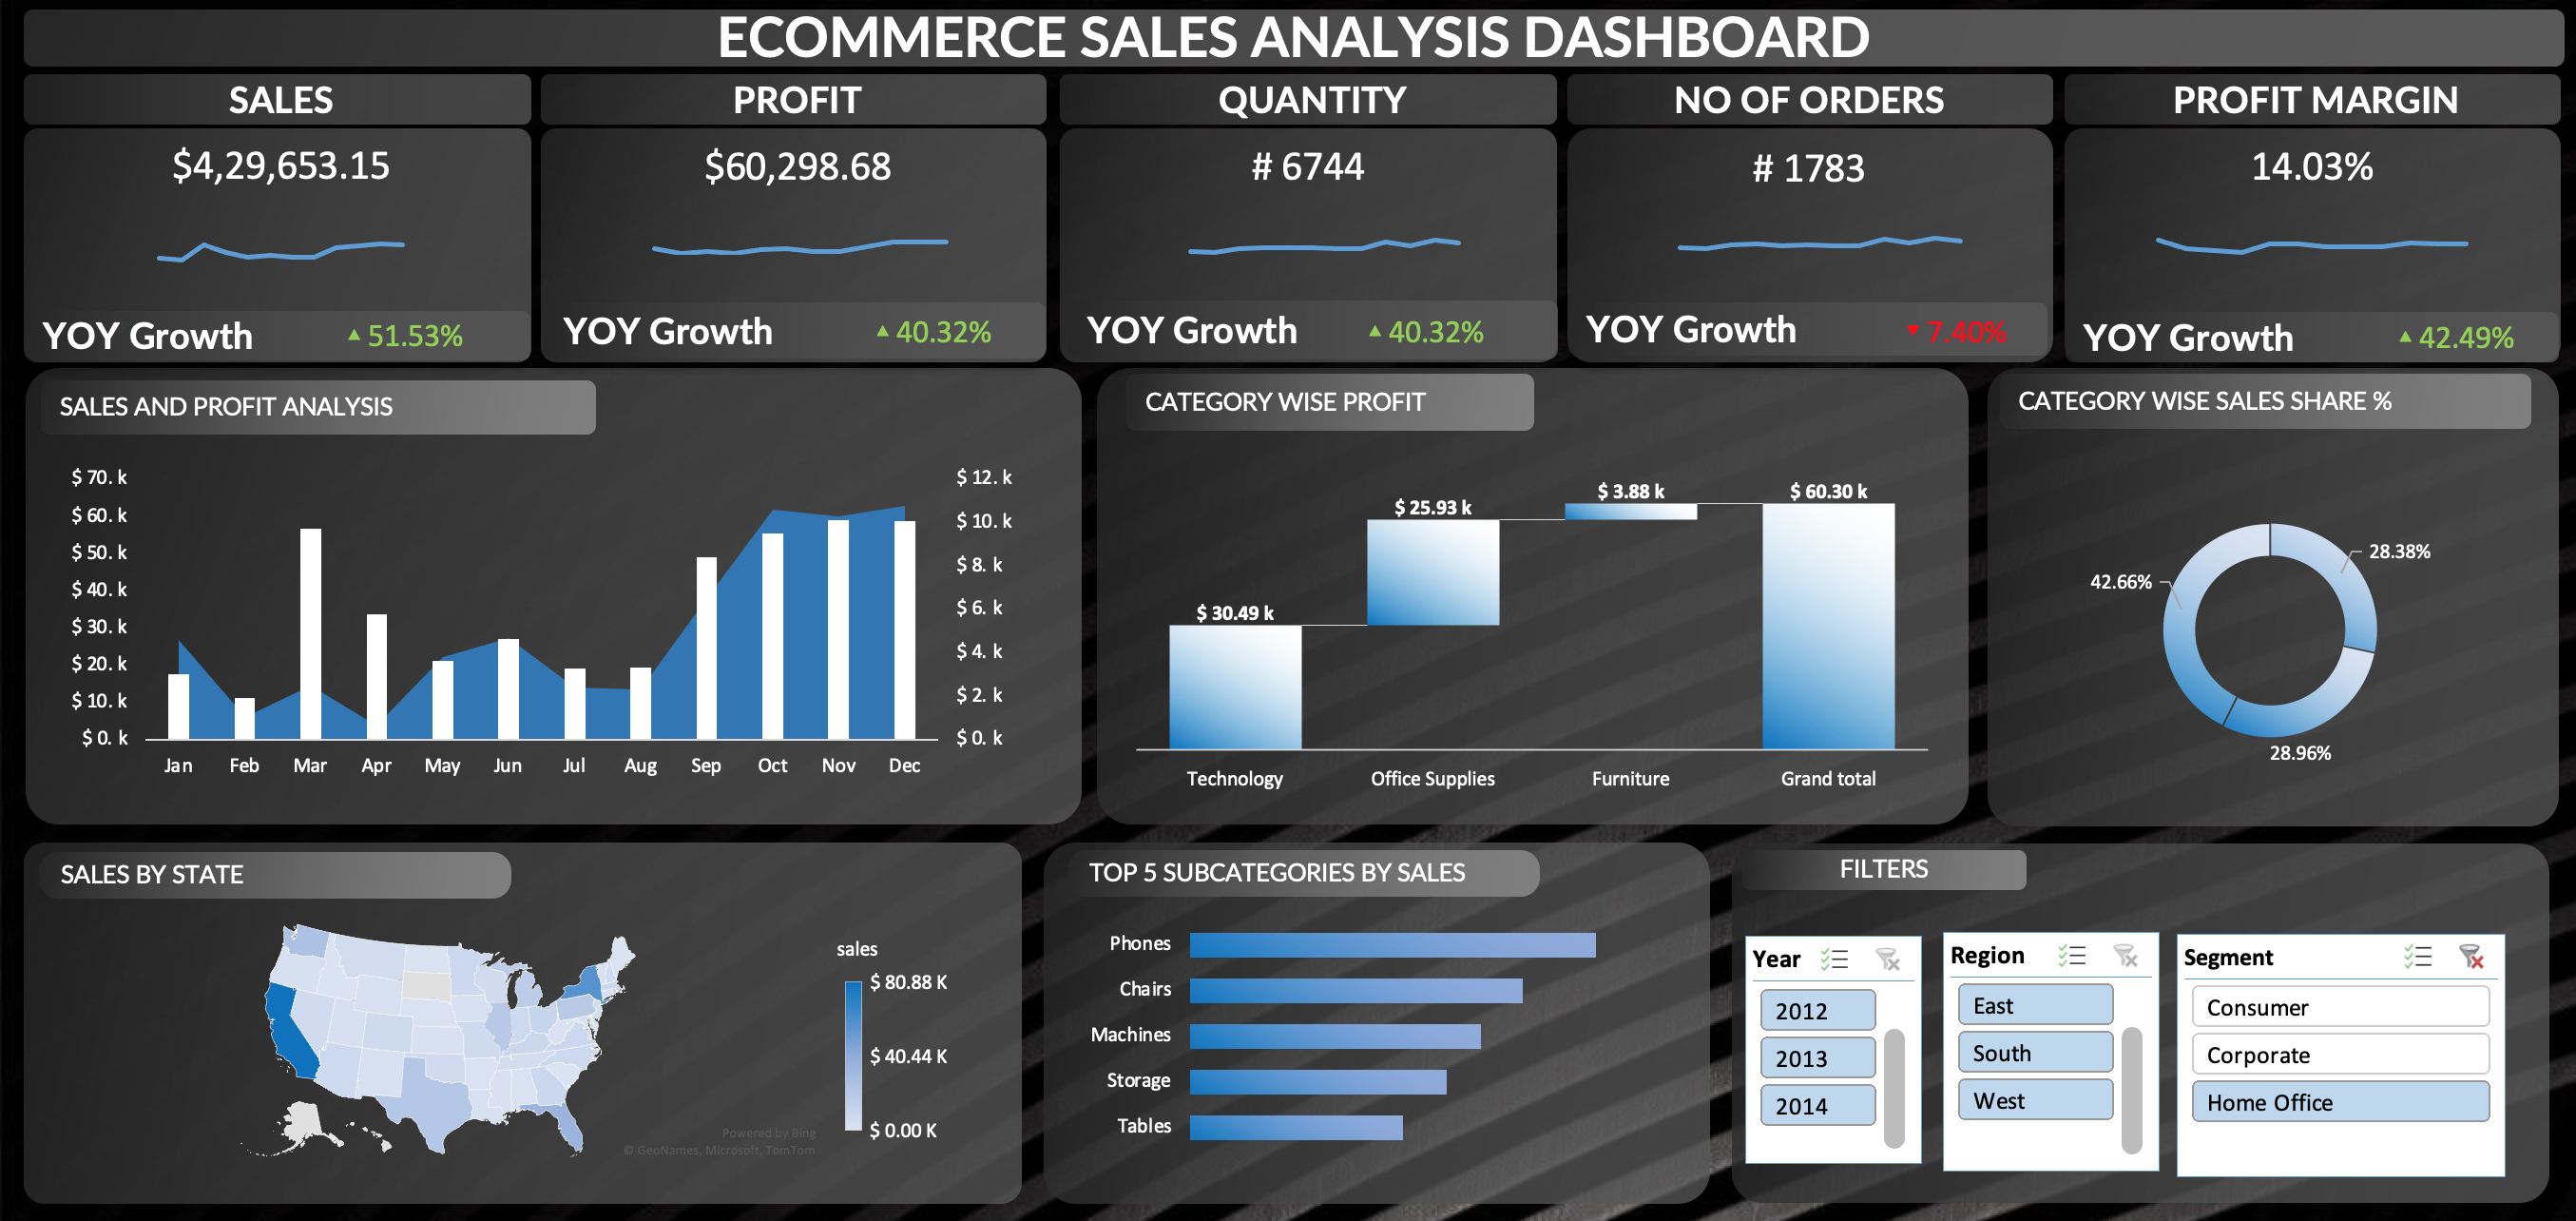 ECOMMERCE SALES ANALYSIS DASHBOARD
SALES
$4,29,653.15
YOY Growth ▲ 51.53%
PROFIT
$60,298.68
YOY Growth ▲ 40.32%
QUANTITY
# 6744
YOY Growth ▲ 40.32%
NO OF ORDERS
# 1783
YOY Growth ▼ 7.40%
PROFIT MARGIN
14.03%
YOY Growth ▲ 42.49%
SALES AND PROFIT ANALYSIS
$ 70. k
$ 60. k
$ 50. k
$ 40. k
$ 30. k
$ 20. k
$ 10. k
$ 0. k
$ 12. k
$ 10. k
$ 8. k
$ 6. k
$ 4. k
$ 2. k
$ 0. k
Jan Feb Mar Apr May Jun Jul Aug Sep Oct Nov Dec
CATEGORY WISE PROFIT
$ 30.49 k
$ 25.93 k
$ 3.88 k
$ 60.30 k
Technology Office Supplies Furniture Grand total
CATEGORY WISE SALES SHARE %
28.38%
42.66%
28.96%
SALES BY STATE
sales
$ 80.88 K
$ 40.44 K
$ 0.00 K
Powered by Bing
© GeoNames, Microsoft, TomTom
TOP 5 SUBCATEGORIES BY SALES
Phones
Chairs
Machines
Storage
Tables
FILTERS
Year
2012
2013
2014
Region
East
South
West
Segment
Consumer
Corporate
Home Office